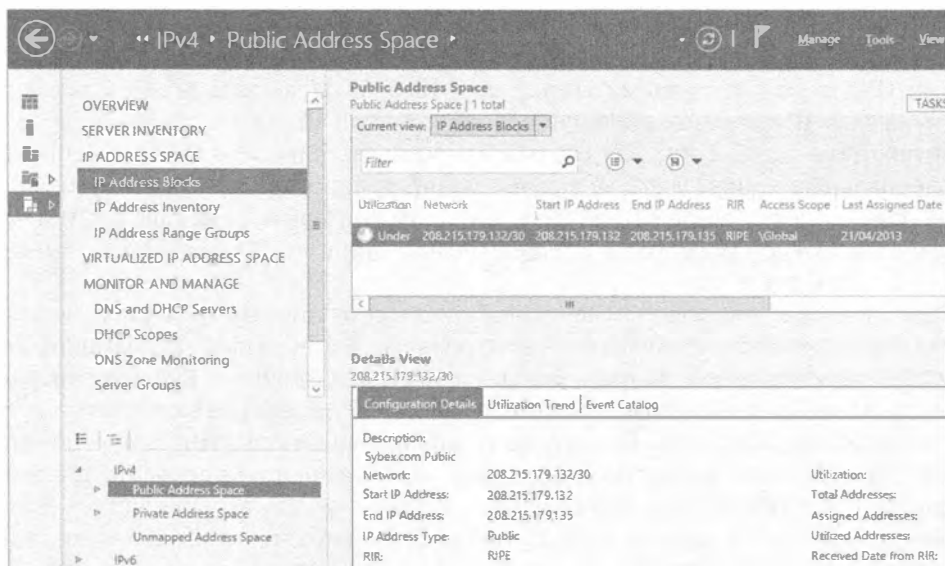 IPv4 • Public Address Space •
Manage Tools View
OVERVIEW
SERVER INVENTORY
IP ADDRESS SPACE
IP Address Blocks
IP Address Inventory
IP Address Range Groups
VIRTUALIZED IP ADDRESS SPACE
MONITOR AND MANAGE
DNS and DHCP Servers
DHCP Scopes
DNS Zone Monitoring
Server Groups
IPv4
Public Address Space
Private Address Space
Unmapped Address Space
IPv6
Public Address Space
Public Address Space | 1 total
TASKS
Current view: IP Address Blocks
Filter
Utilization Network Start IP Address End IP Address RIR Access Scope Last Assigned Date
Under 208.215.179.132/30 208.215.179.132 208.215.179.135 RIPE \Global 21/04/2013
Details View
208.215.179.132/30
Configuration Details Utilization Trend Event Catalog
Description:
Sybex.com Public
Network: 208.215.179.132/30 Utilization:
Start IP Address: 208.215.179.132 Total Addresses:
End IP Address: 208.215.179.135 Assigned Addresses:
IP Address Type: Public Utilized Addresses:
RIR: RIPE Received Date from RIR: